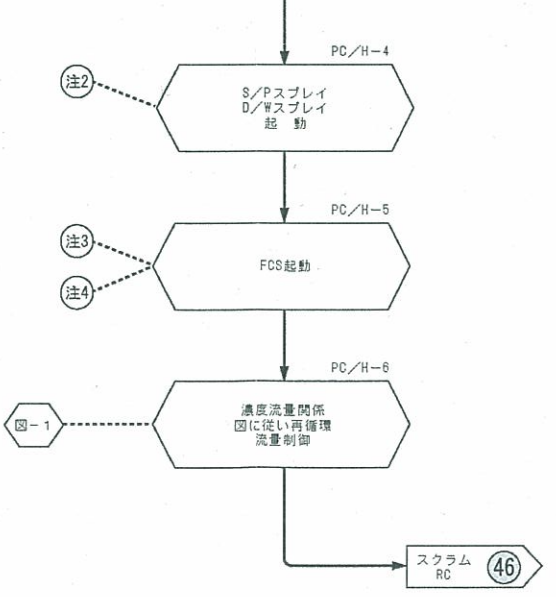 PC/H-4
注2
S/Pスプレイ
D/Wスプレイ
起 動
PC/H-5
注3
注4
FCS起動
PC/H-6
図-1
濃度流量関係
図に従い再循環
流量制御
スクラム
RC
46